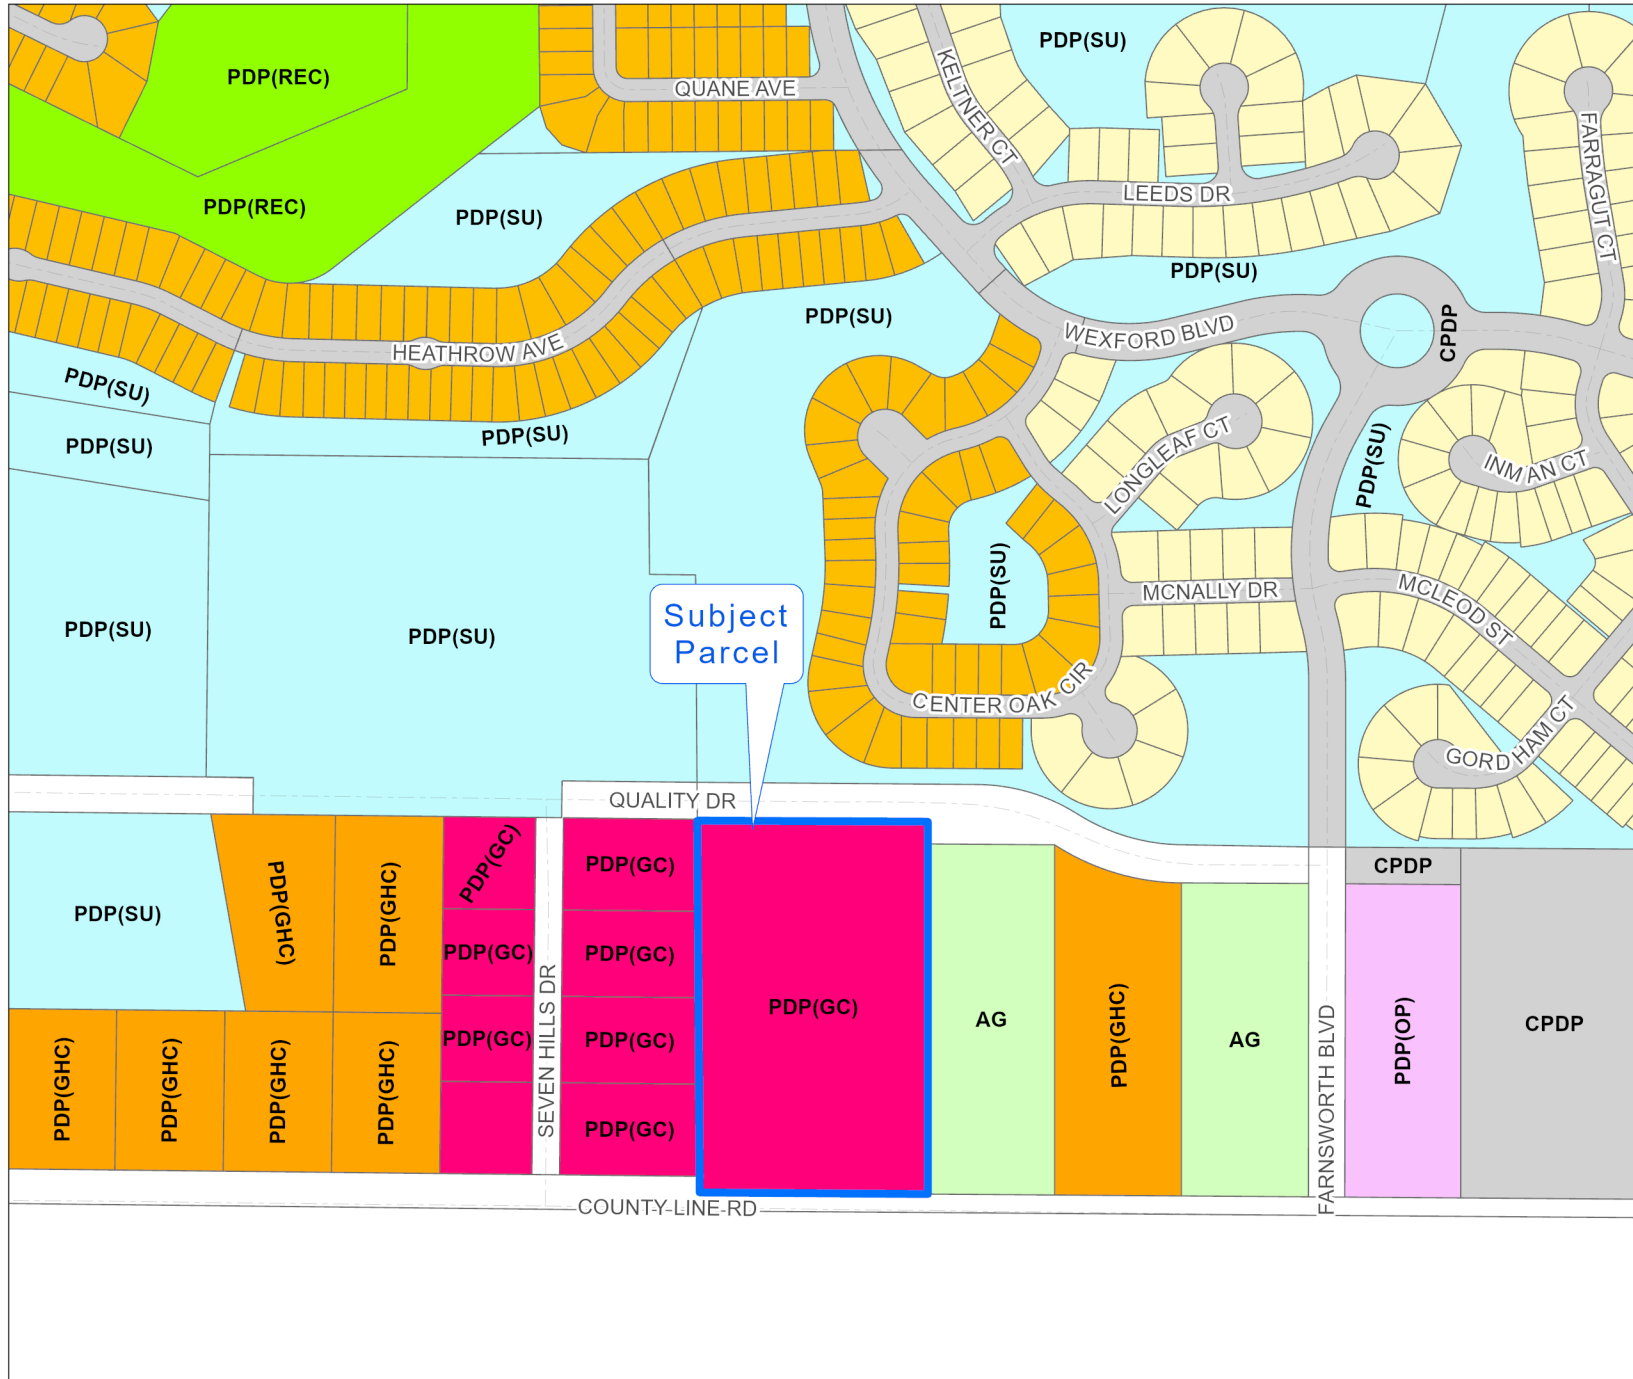 PDP(SU)
PDP(REC)
QUANE AVE
KELTNER CT
FARRAGUT CT
LEEDS DR
PDP(REC)
PDP(SU)
PDP(SU)
PDP(SU)
WEXFORD BLVD
CPDP
HEATHROW AVE
PDP(SU)
PDP(SU)
PDP(SU)
LONGLEAF CT
PDP(SU)
INMAN CT
PDP(SU)
MCNALLY DR
MCLEOD ST
Subject
Parcel
PDP(SU)
PDP(SU)
CENTER OAK CIR
GORDHAM CT
QUALITY DR
PDP(GC)
PDP(GC)
CPDP
PDP(SU)
PDP(GHC)
PDP(GHC)
PDP(GC)
PDP(GC)
PDP(GC)
AG
PDP(GHC)
AG
PDP(OP)
CPDP
PDP(GC)
PDP(GC)
SEVEN HILLS DR
FARNSWORTH BLVD
PDP(GHC)
PDP(GHC)
PDP(GHC)
PDP(GHC)
PDP(GC)
COUNTY LINE RD